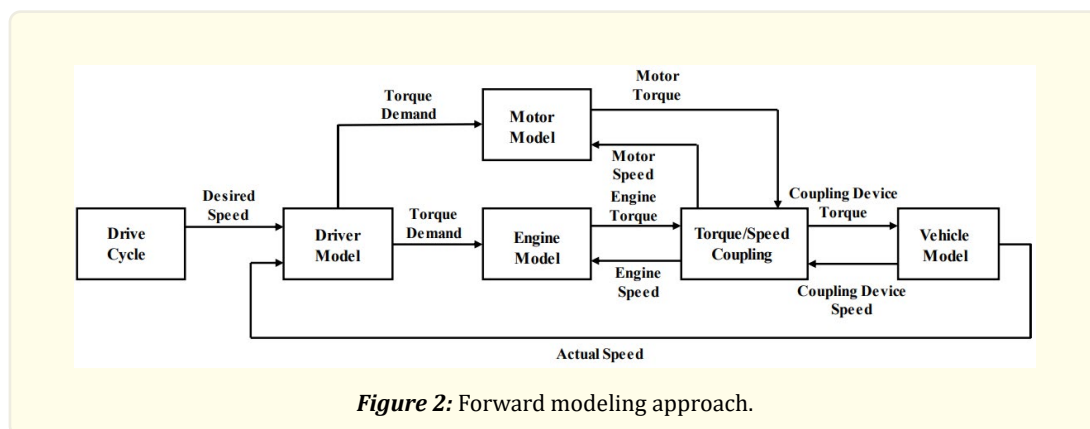 Motor
Torque
Torque
Demand
Motor
Model
Motor
Speed
Desired
Speed
Engine
Torque
Coupling Device
Torque
Drive
Cycle
Driver
Model
Torque
Demand
Engine
Model
Torque/Speed
Coupling
Vehicle
Model
Engine
Speed
Coupling Device
Speed
Actual Speed
Figure 2: Forward modeling approach.